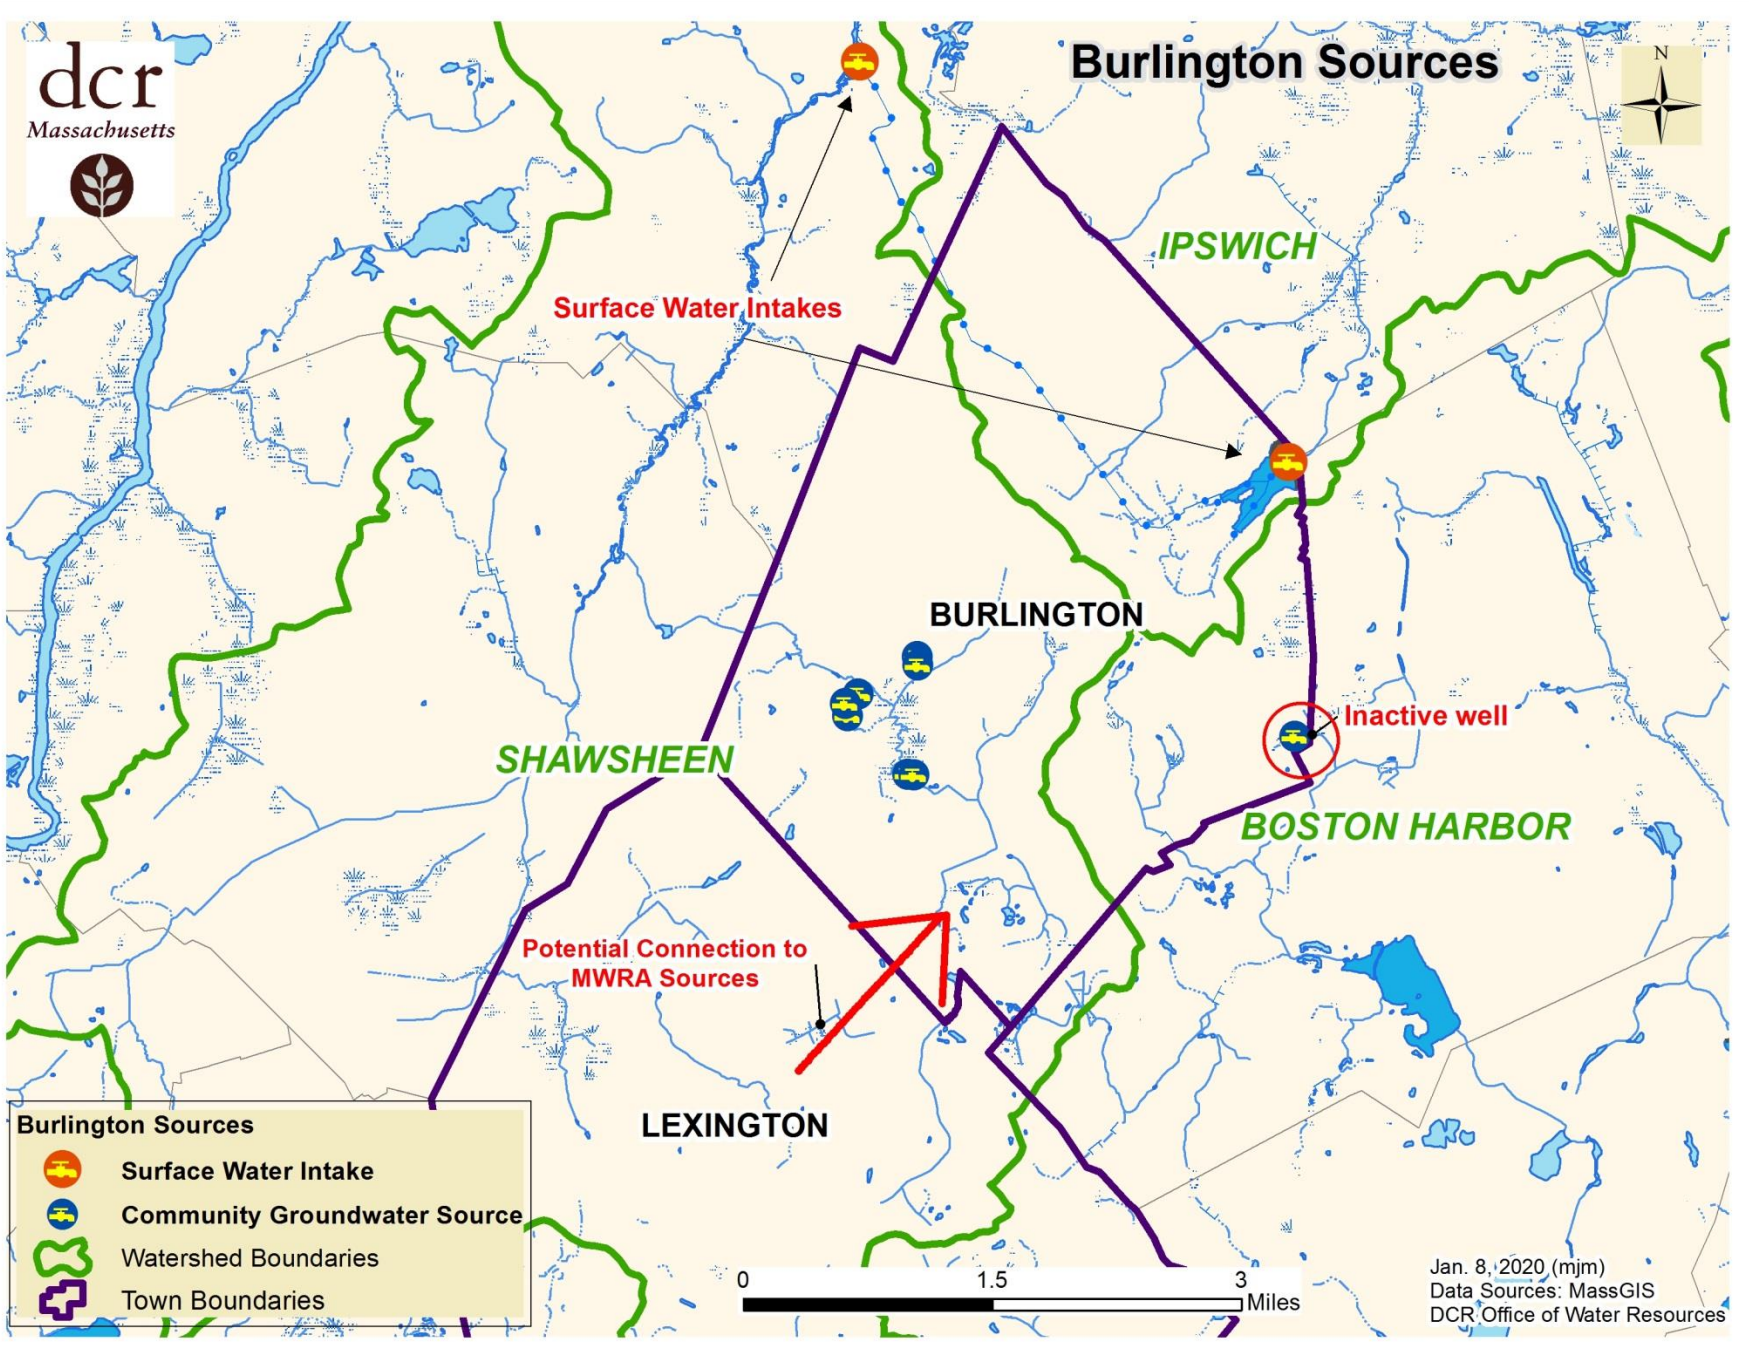 dcr
Massachusetts
Burlington Sources
N
IPSWICH
Surface Water Intakes
BURLINGTON
Inactive well
SHAWSHEEN
BOSTON HARBOR
Potential Connection to
MWRA Sources
LEXINGTON
Burlington Sources
Surface Water Intake
Community Groundwater Source
Watershed Boundaries
Town Boundaries
0 1.5 3
Miles
Jan. 8, 2020 (mjm)
Data Sources: MassGIS
DCR Office of Water Resources